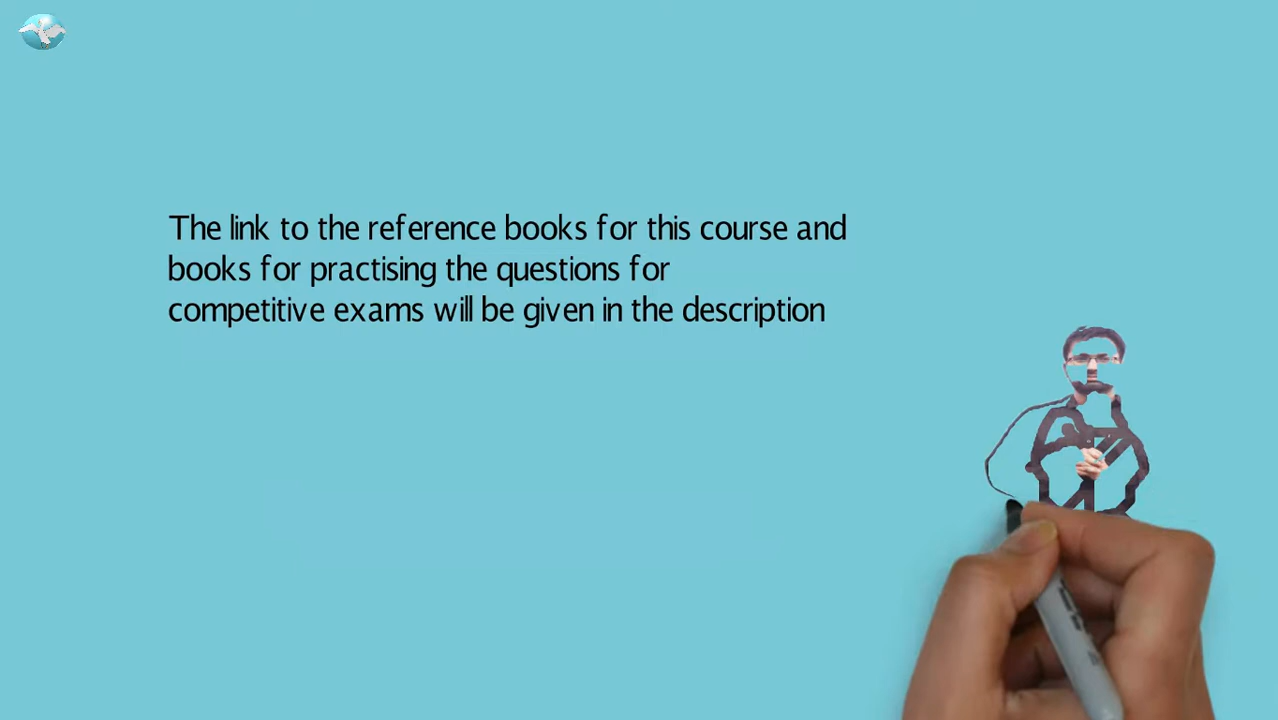 The link to the reference books for this course and
books for practising the questions for
competitive exams will be given in the description